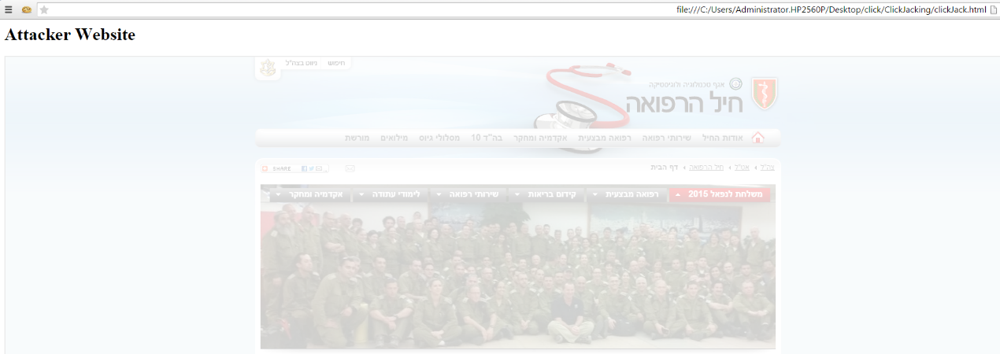 file:///C:/Users/Administrator.HP2560P/Desktop/click/ClickJacking/clickJack.html
Attacker Website
חיפוש ניווט בצה"ל
אגף טכנולוגיה ולוגיסטיקה
חיל הרפואה
אודות החיל שירותי רפואה רפואה מבצעית אקדמיה ומחקר בה"ד 10 מסלולי גיוס מילואים מורשת
צה"ל אט"ל חיל הרפואה דף הבית SHARE
משלחת לנפאל 2015 רפואה מבצעית קידום בריאות שירותי רפואה לימודי עתודה אקדמיה ומחקר